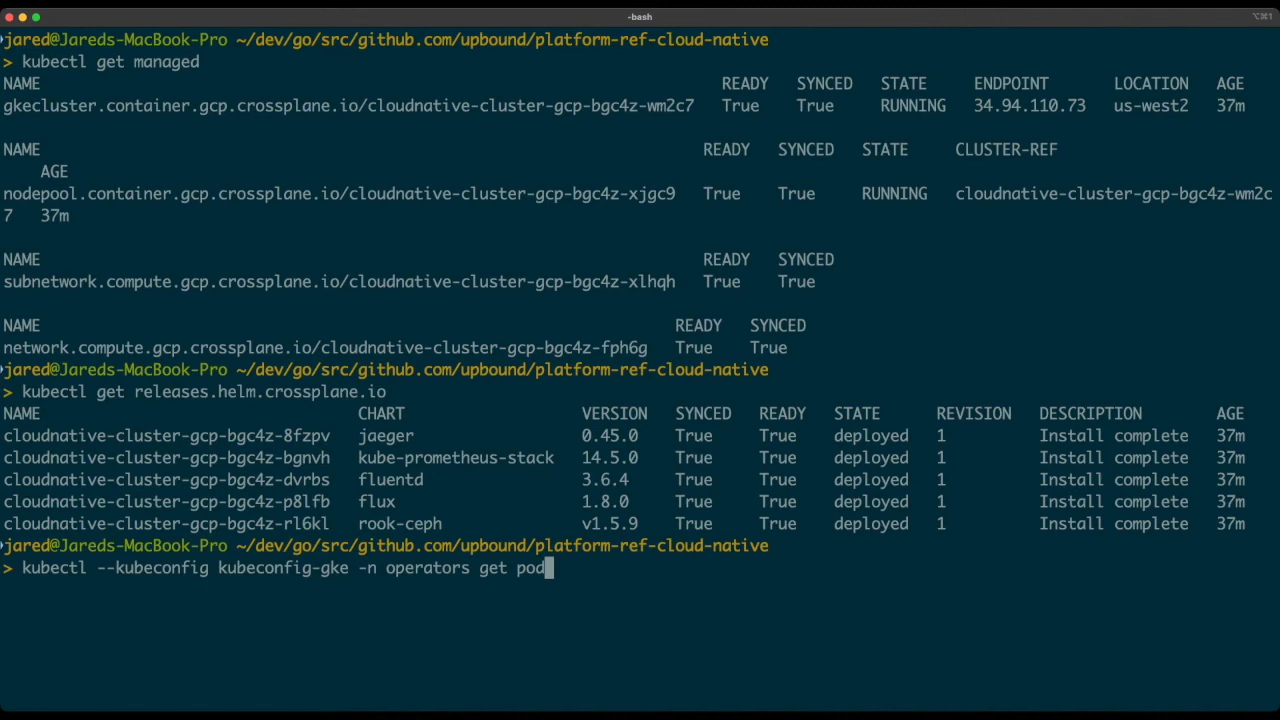 -bash
⌥⌘1
jared@Jareds-MacBook-Pro ~/dev/go/src/github.com/upbound/platform-ref-cloud-native
> kubectl get managed
NAME READY SYNCED STATE ENDPOINT LOCATION AGE
gkecluster.container.gcp.crossplane.io/cloudnative-cluster-gcp-bgc4z-wm2c7 True True RUNNING 34.94.110.73 us-west2 37m
NAME READY SYNCED STATE CLUSTER-REF
AGE
nodepool.container.gcp.crossplane.io/cloudnative-cluster-gcp-bgc4z-xjgc9 True True RUNNING cloudnative-cluster-gcp-bgc4z-wm2c
7 37m
NAME READY SYNCED
subnetwork.compute.gcp.crossplane.io/cloudnative-cluster-gcp-bgc4z-xlhqh True True
NAME READY SYNCED
network.compute.gcp.crossplane.io/cloudnative-cluster-gcp-bgc4z-fph6g True True
jared@Jareds-MacBook-Pro ~/dev/go/src/github.com/upbound/platform-ref-cloud-native
> kubectl get releases.helm.crossplane.io
NAME CHART VERSION SYNCED READY STATE REVISION DESCRIPTION AGE
cloudnative-cluster-gcp-bgc4z-8fzpv jaeger 0.45.0 True True deployed 1 Install complete 37m
cloudnative-cluster-gcp-bgc4z-bgnvh kube-prometheus-stack 14.5.0 True True deployed 1 Install complete 37m
cloudnative-cluster-gcp-bgc4z-dvrbs fluentd 3.6.4 True True deployed 1 Install complete 37m
cloudnative-cluster-gcp-bgc4z-p8lfb flux 1.8.0 True True deployed 1 Install complete 37m
cloudnative-cluster-gcp-bgc4z-rl6kl rook-ceph v1.5.9 True True deployed 1 Install complete 37m
jared@Jareds-MacBook-Pro ~/dev/go/src/github.com/upbound/platform-ref-cloud-native
> kubectl --kubeconfig kubeconfig-gke -n operators get pod